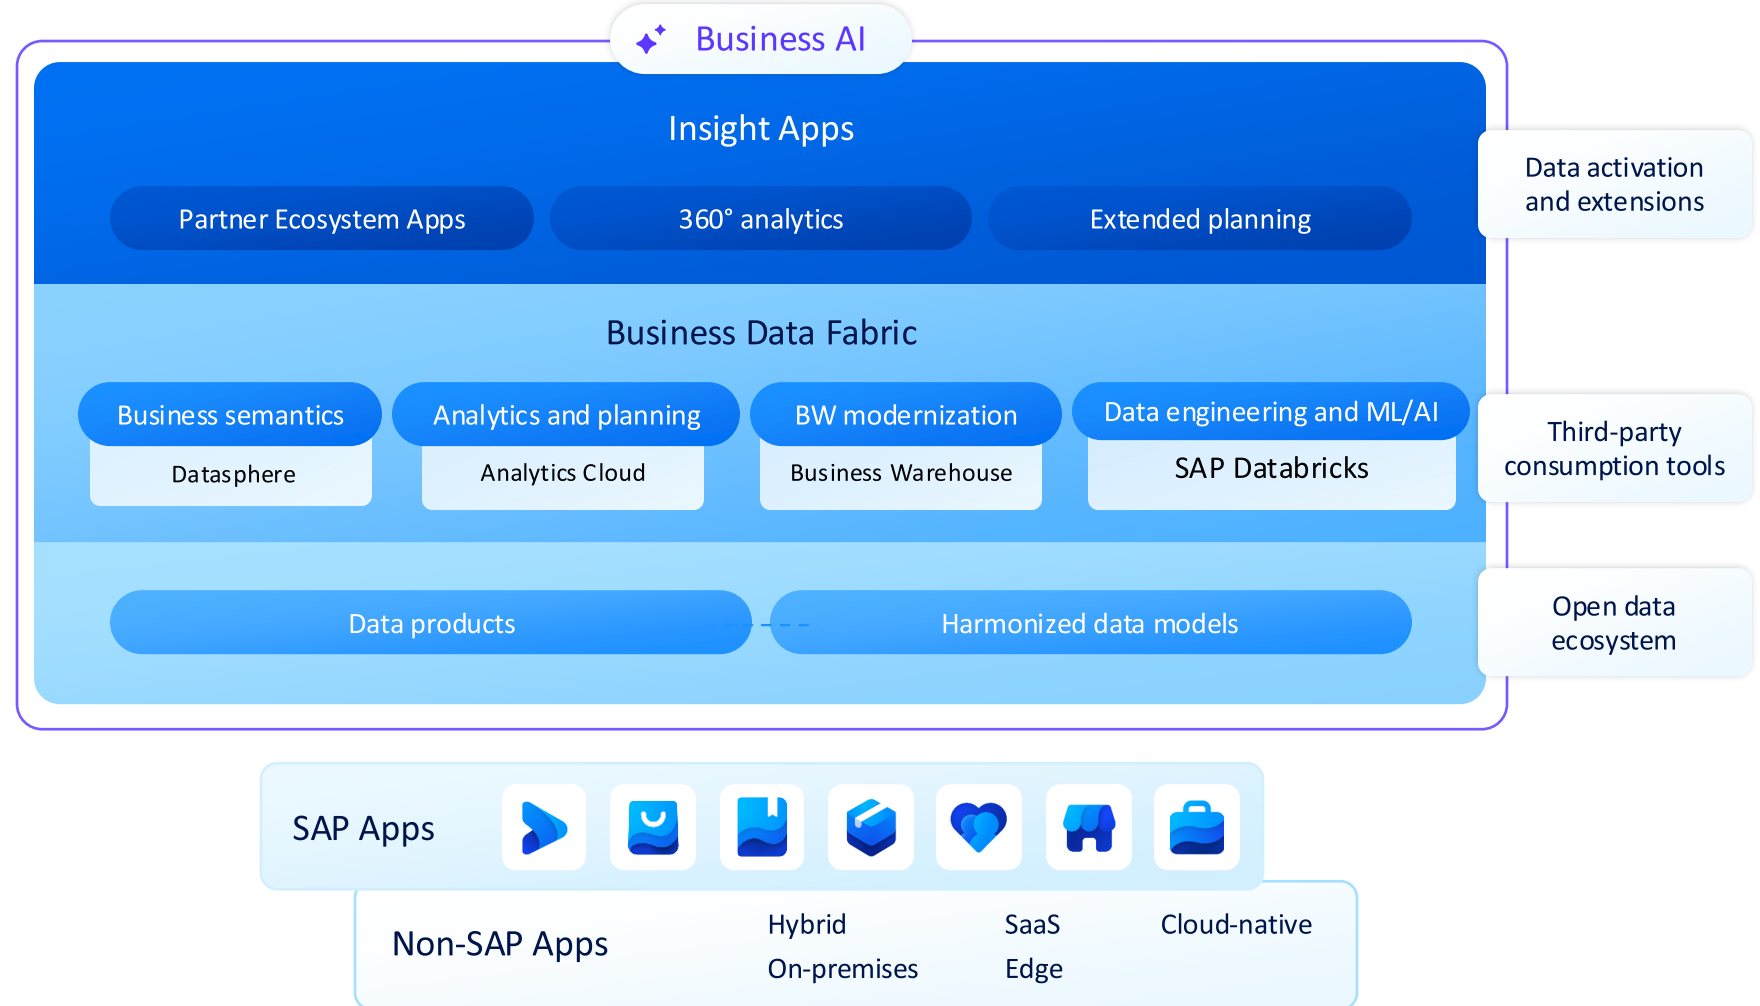 Business AI
Insight Apps
Partner Ecosystem Apps
360° analytics
Extended planning
Data activation
and extensions
Business Data Fabric
Business semantics
Datasphere
Analytics and planning
Analytics Cloud
BW modernization
Business Warehouse
Data engineering and ML/AI
SAP Databricks
Third-party
consumption tools
Data products
Harmonized data models
Open data
ecosystem
SAP Apps
Non-SAP Apps
Hybrid
SaaS
Cloud-native
On-premises
Edge